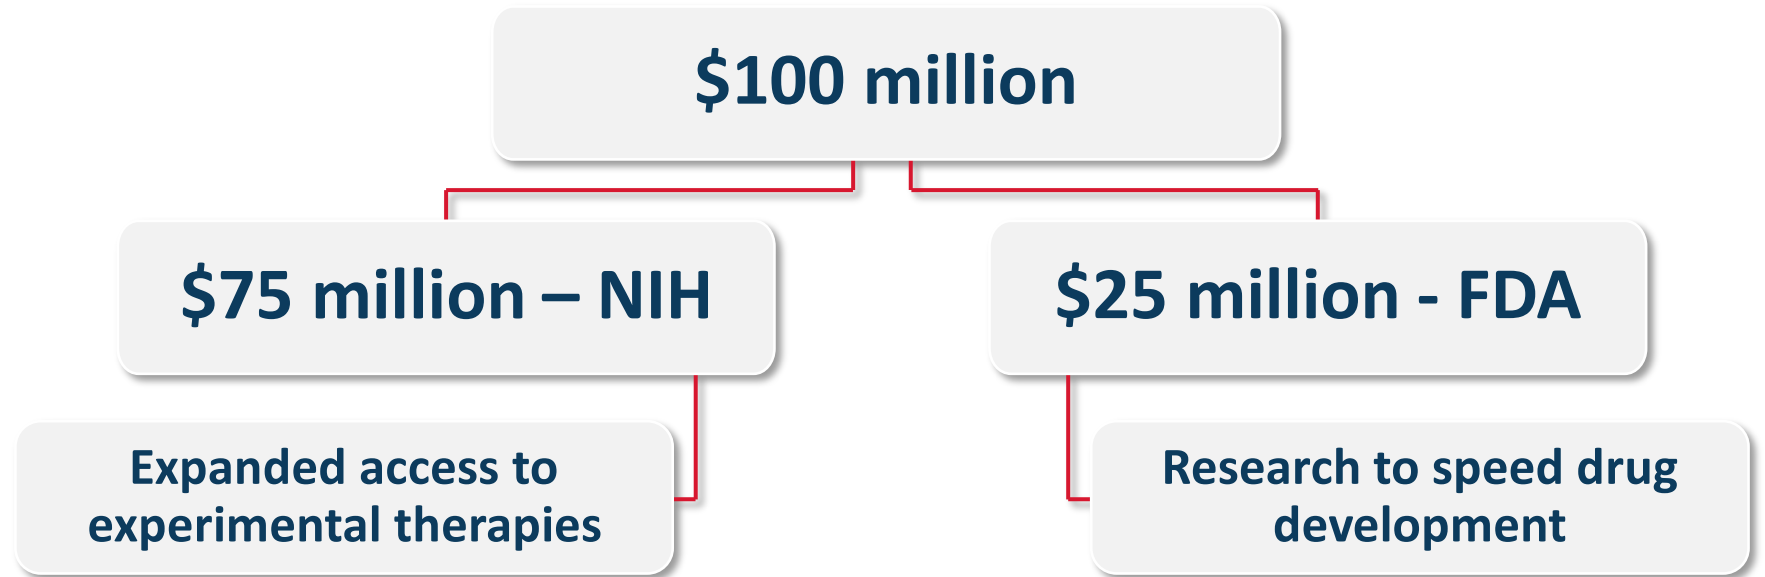 $100 million
$75 million – NIH
$25 million - FDA
Expanded access to
experimental therapies
Research to speed drug
development